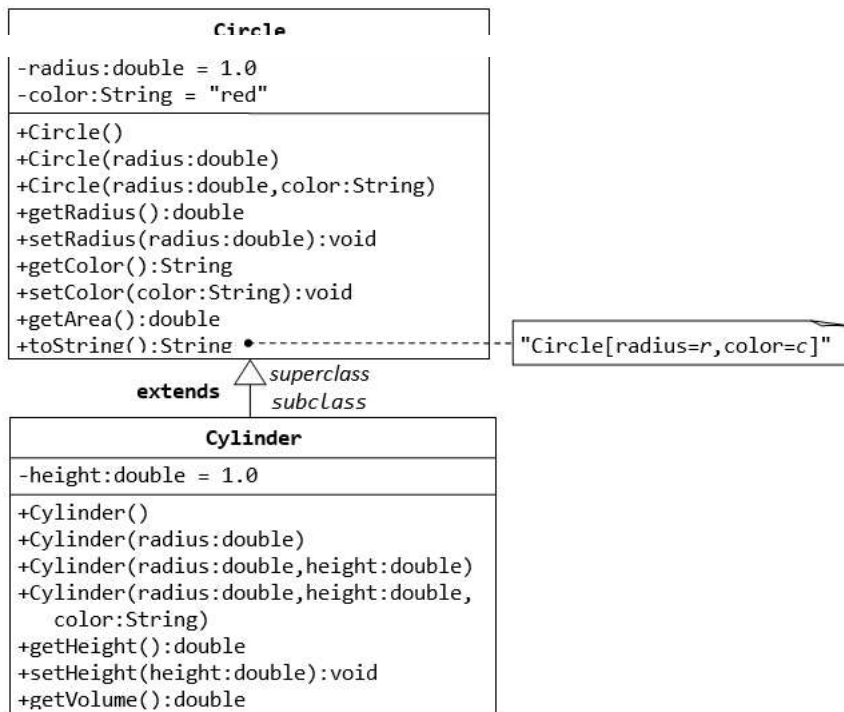 Circle
-radius:double = 1.0
-color:String = "red"
+Circle()
+Circle(radius:double)
+Circle(radius:double,color:String)
+getRadius():double
+setRadius(radius:double):void
+getColor():String
+setColor(color:String):void
+getArea():double
+toString():String
"Circle[radius=r,color=c]"
superclass
extends
subclass
Cylinder
-height:double = 1.0
+Cylinder()
+Cylinder(radius:double)
+Cylinder(radius:double,height:double)
+Cylinder(radius:double,height:double,
color:String)
+getHeight():double
+setHeight(height:double):void
+getVolume():double